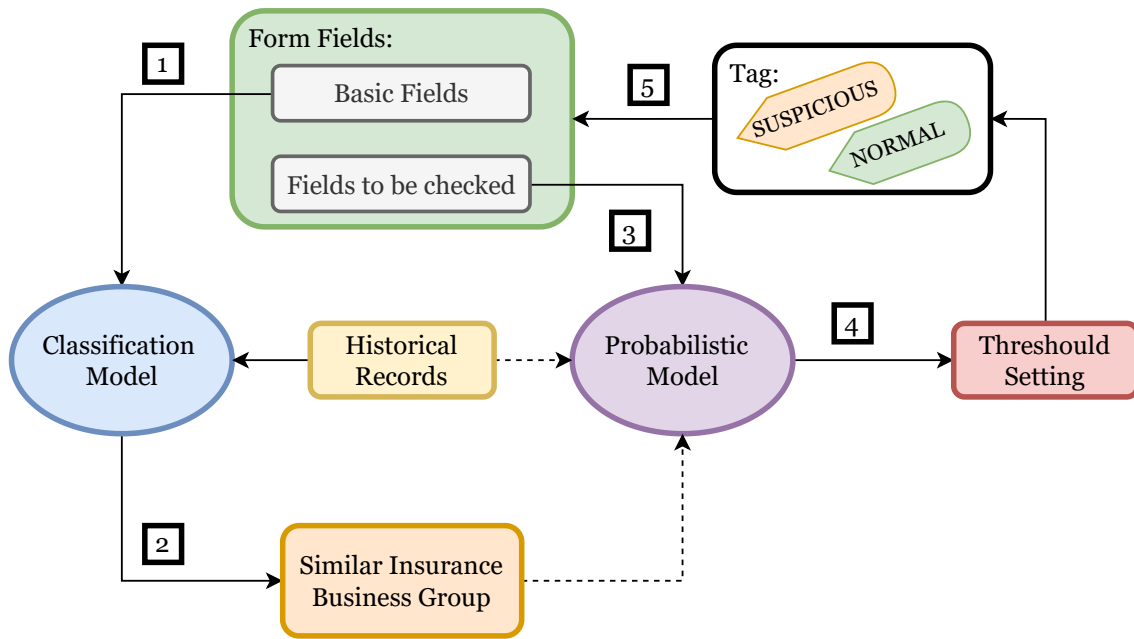 Form Fields:
1
Basic Fields
Fields to be checked
5
Tag:
SUSPICIOUS
NORMAL
3
Classification
Model
Historical
Records
Probabilistic
Model
4
Threshould
Setting
2
Similar Insurance
Business Group